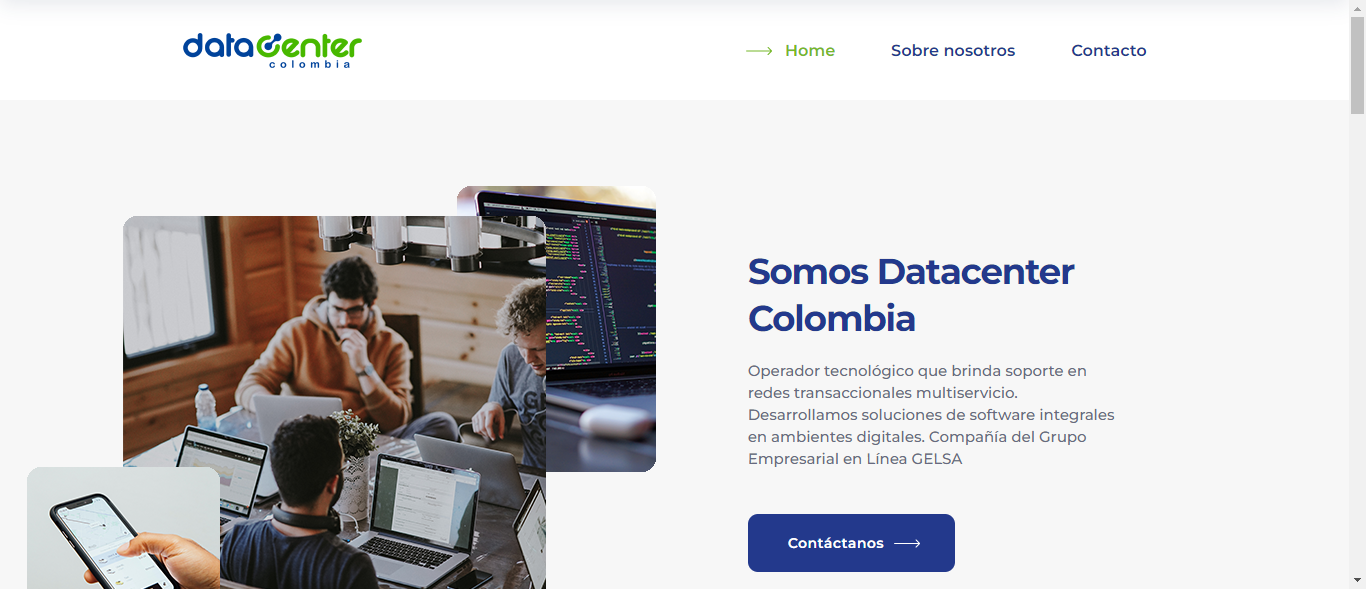 datacenter
colombia
Home
Sobre nosotros
Contacto
Somos Datacenter
Colombia
Operador tecnológico que brinda soporte en
redes transaccionales multiservicio.
Desarrollamos soluciones de software integrales
en ambientes digitales. Compañía del Grupo
Empresarial en Línea GELSA
Contáctanos